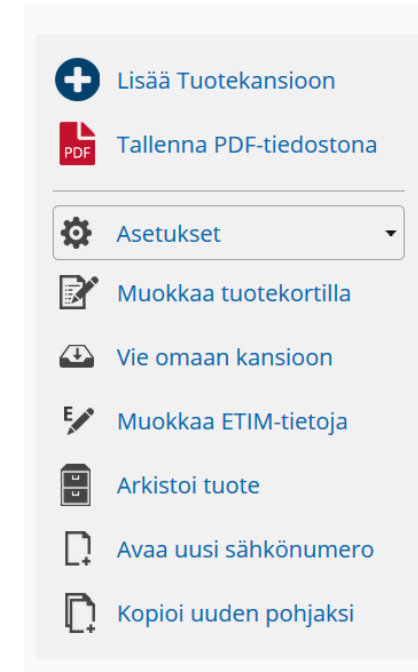 Lisää Tuotekansioon
PDF
Tallenna PDF-tiedostona
Asetukset
Muokkaa tuotekortilla
Vie omaan kansioon
E
Muokkaa ETIM-tietoja
Arkistoi tuote
Avaa uusi sähkönumero
Kopioi uuden pohjaksi